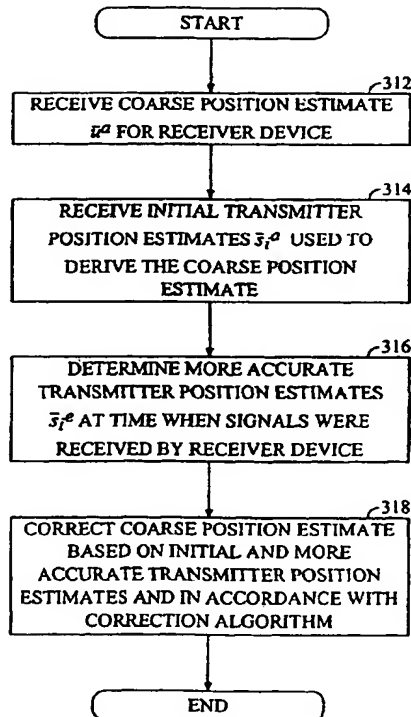 START
312
RECEIVE COARSE POSITION ESTIMATE
ū^a FOR RECEIVER DEVICE
314
RECEIVE INITIAL TRANSMITTER
POSITION ESTIMATES s̄_i^a USED TO
DERIVE THE COARSE POSITION
ESTIMATE
316
DETERMINE MORE ACCURATE
TRANSMITTER POSITION ESTIMATES
s̄_i^e AT TIME WHEN SIGNALS WERE
RECEIVED BY RECEIVER DEVICE
318
CORRECT COARSE POSITION ESTIMATE
BASED ON INITIAL AND MORE
ACCURATE TRANSMITTER POSITION
ESTIMATES AND IN ACCORDANCE WITH
CORRECTION ALGORITHM
END